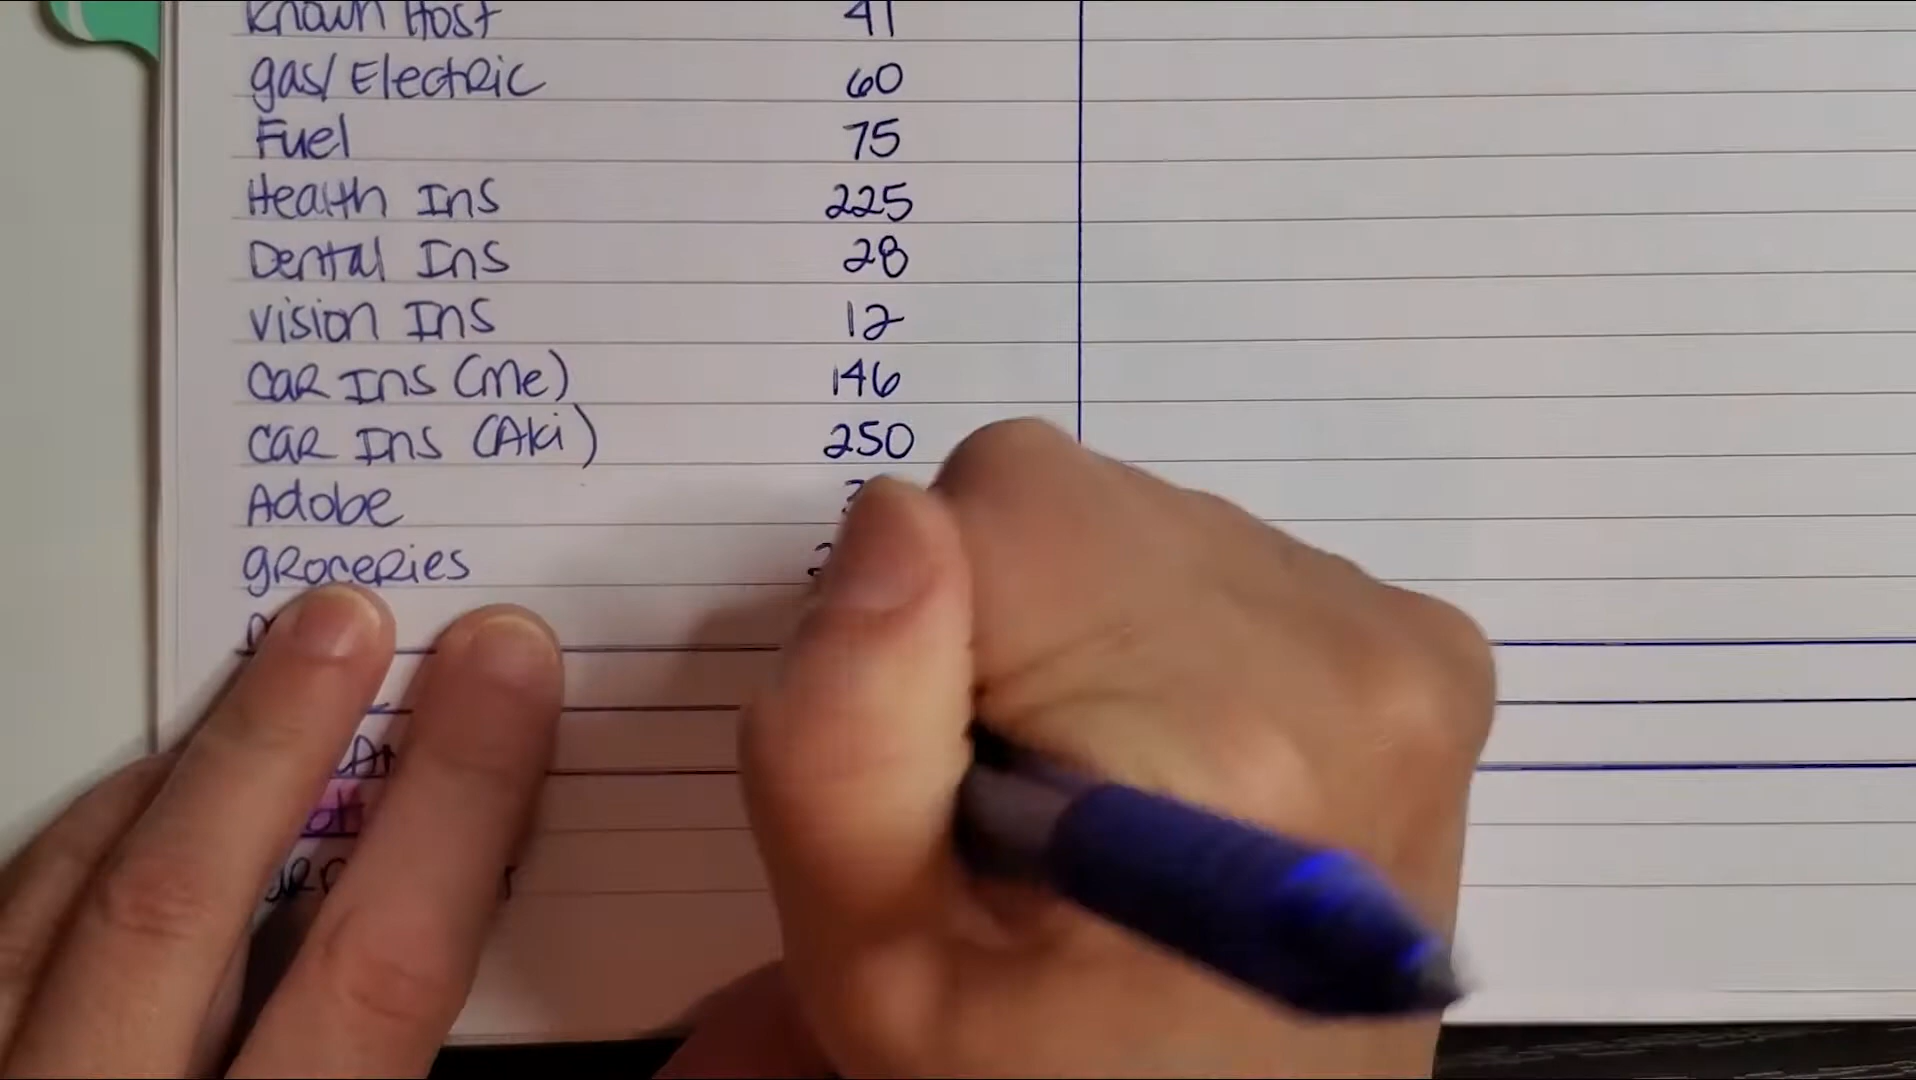 Known Host 41
gas/Electric 60
Fuel 75
Health Ins 225
Dental Ins 28
Vision Ins 12
Car Ins (Me) 146
Car Ins (Aki) 250
Adobe
groceries